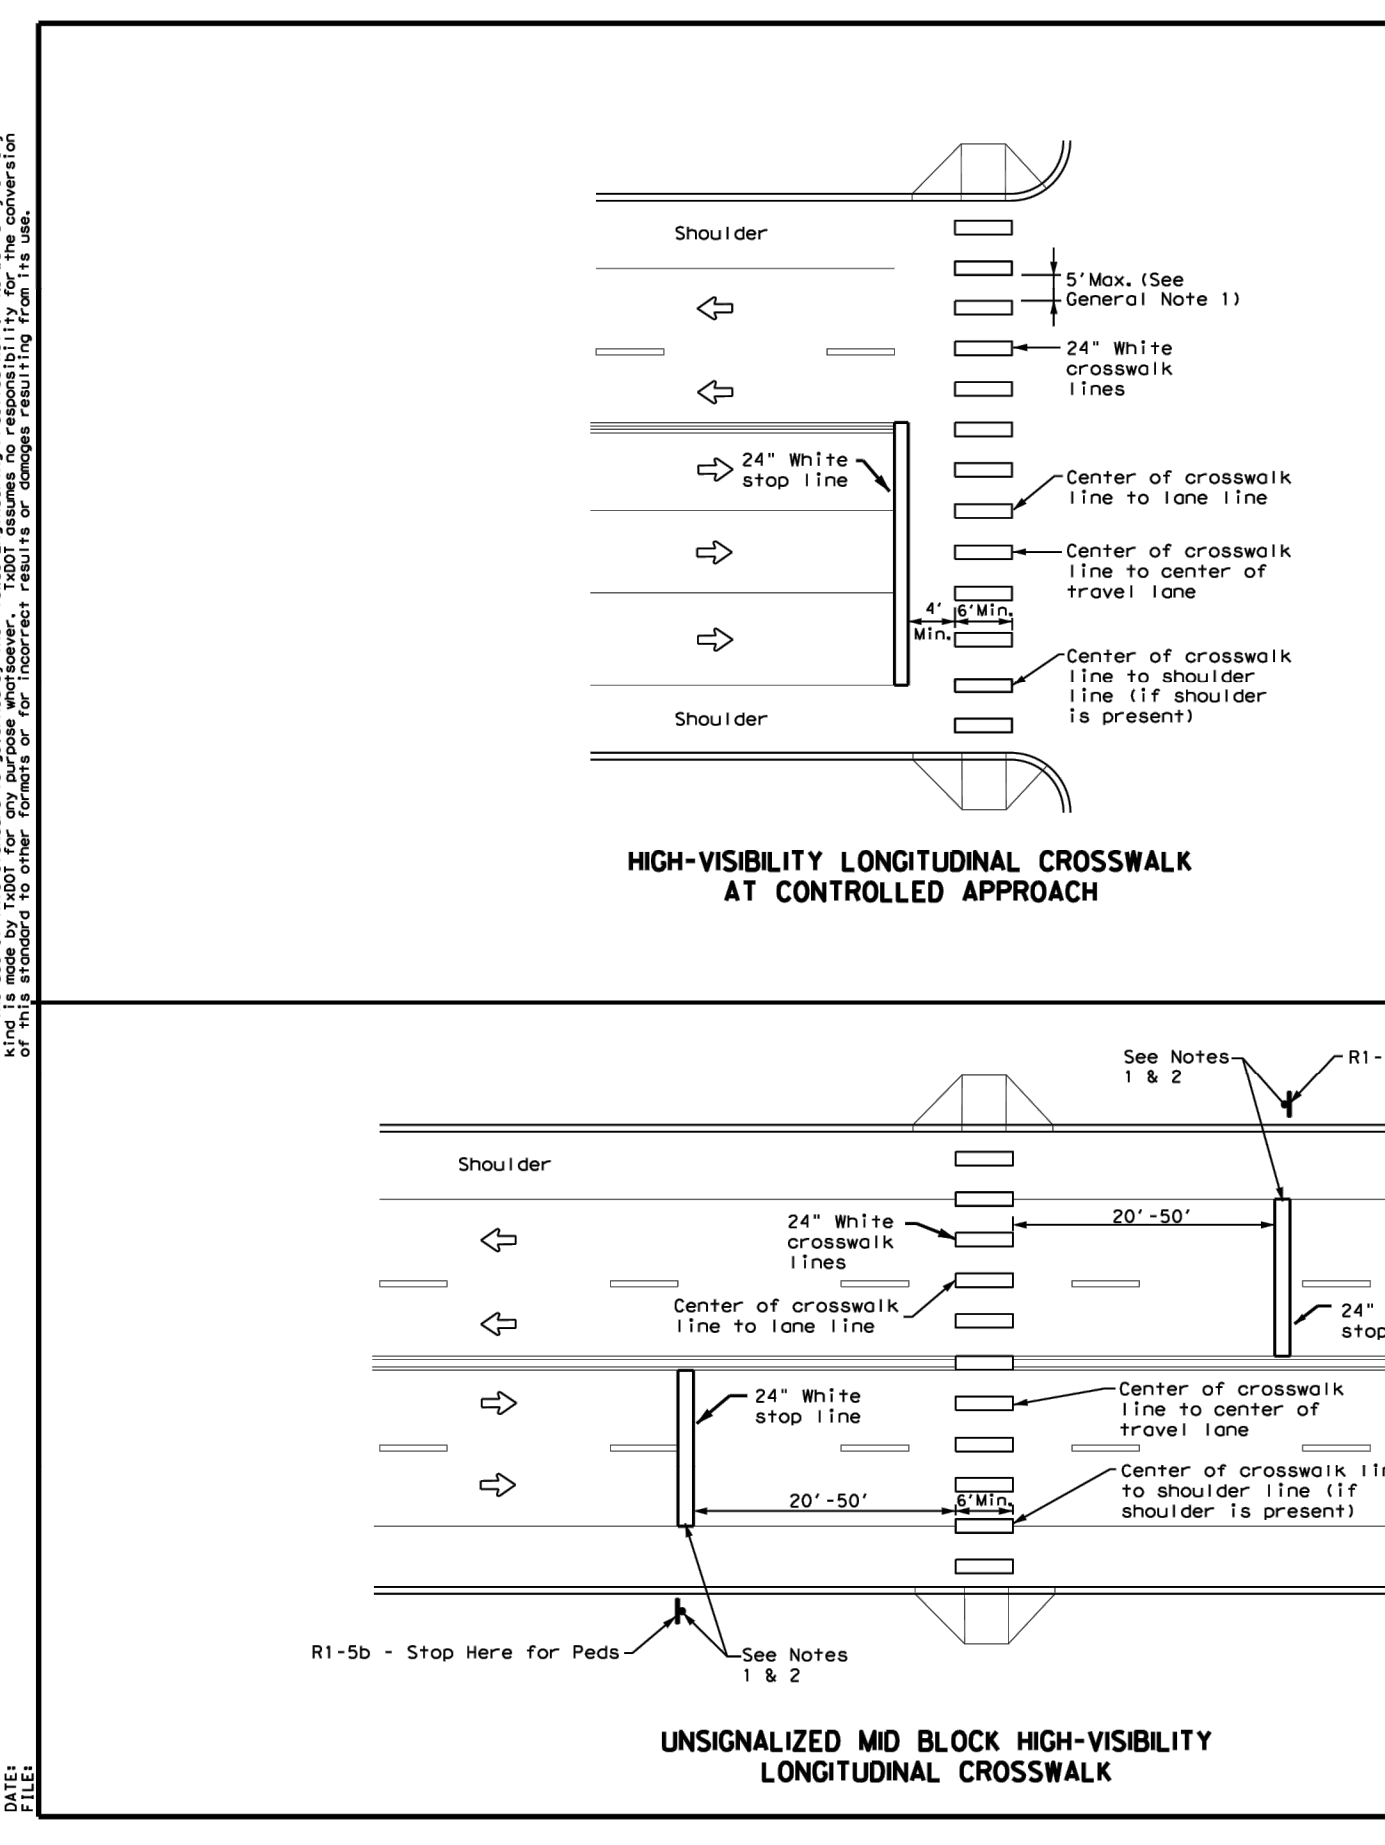 kind is made by TxDOT for any purpose whatsoever. TxDOT assumes no responsibility for the conversion
of this standard to other formats or for incorrect results or damages resulting from its use.
DATE:
FILE:
Shoulder
5'Max. (See
General Note 1)
24" White
crosswalk
lines
24" White
stop line
Center of crosswalk
line to lane line
Center of crosswalk
line to center of
travel lane
4'
Min.
6'Min.
Center of crosswalk
line to shoulder
line (if shoulder
is present)
Shoulder
HIGH-VISIBILITY LONGITUDINAL CROSSWALK
AT CONTROLLED APPROACH
See Notes
1 & 2
R1-
Shoulder
24" White
crosswalk
lines
20'-50'
Center of crosswalk
line to lane line
24"
stop
24" White
stop line
Center of crosswalk
line to center of
travel lane
20'-50'
6'Min.
Center of crosswalk
to shoulder line (if
shoulder is present)
R1-5b - Stop Here for Peds
See Notes
1 & 2
UNSIGNALIZED MID BLOCK HIGH-VISIBILITY
LONGITUDINAL CROSSWALK